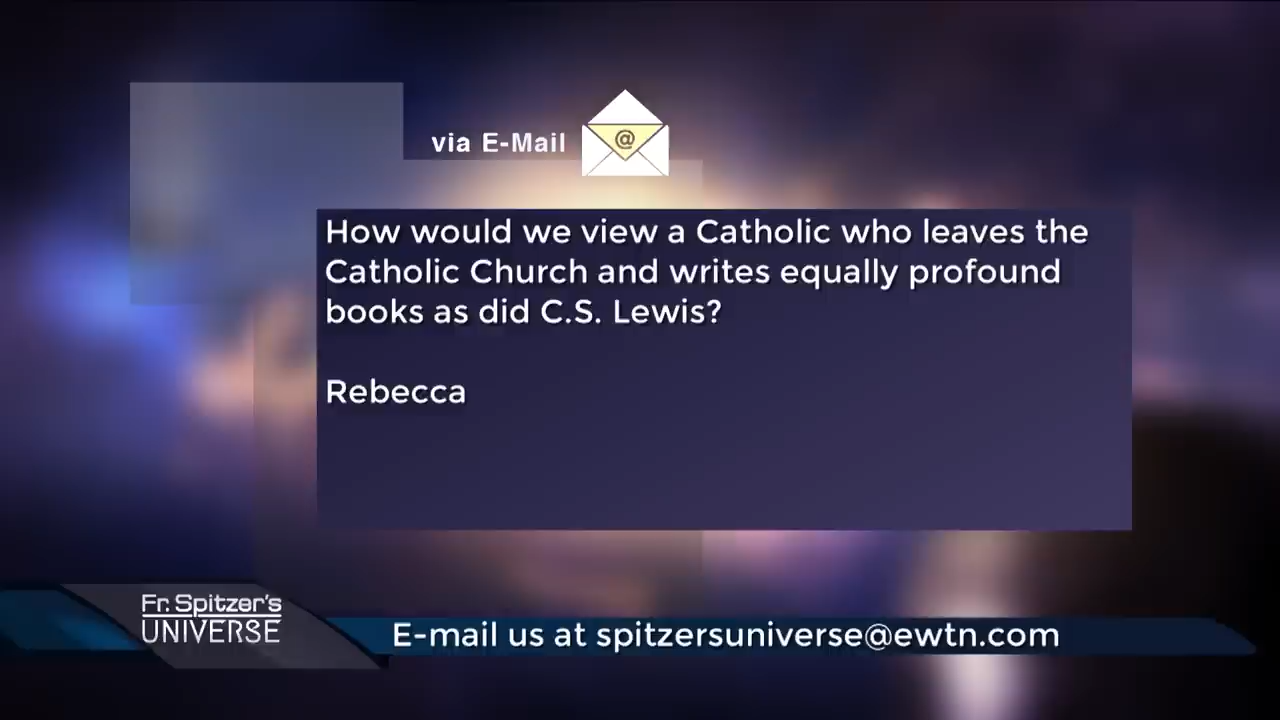 via E-Mail
@
How would we view a Catholic who leaves the
Catholic Church and writes equally profound
books as did C.S. Lewis?
Rebecca
Fr. Spitzer's
UNIVERSE
E-mail us at spitzersuniverse@ewtn.com